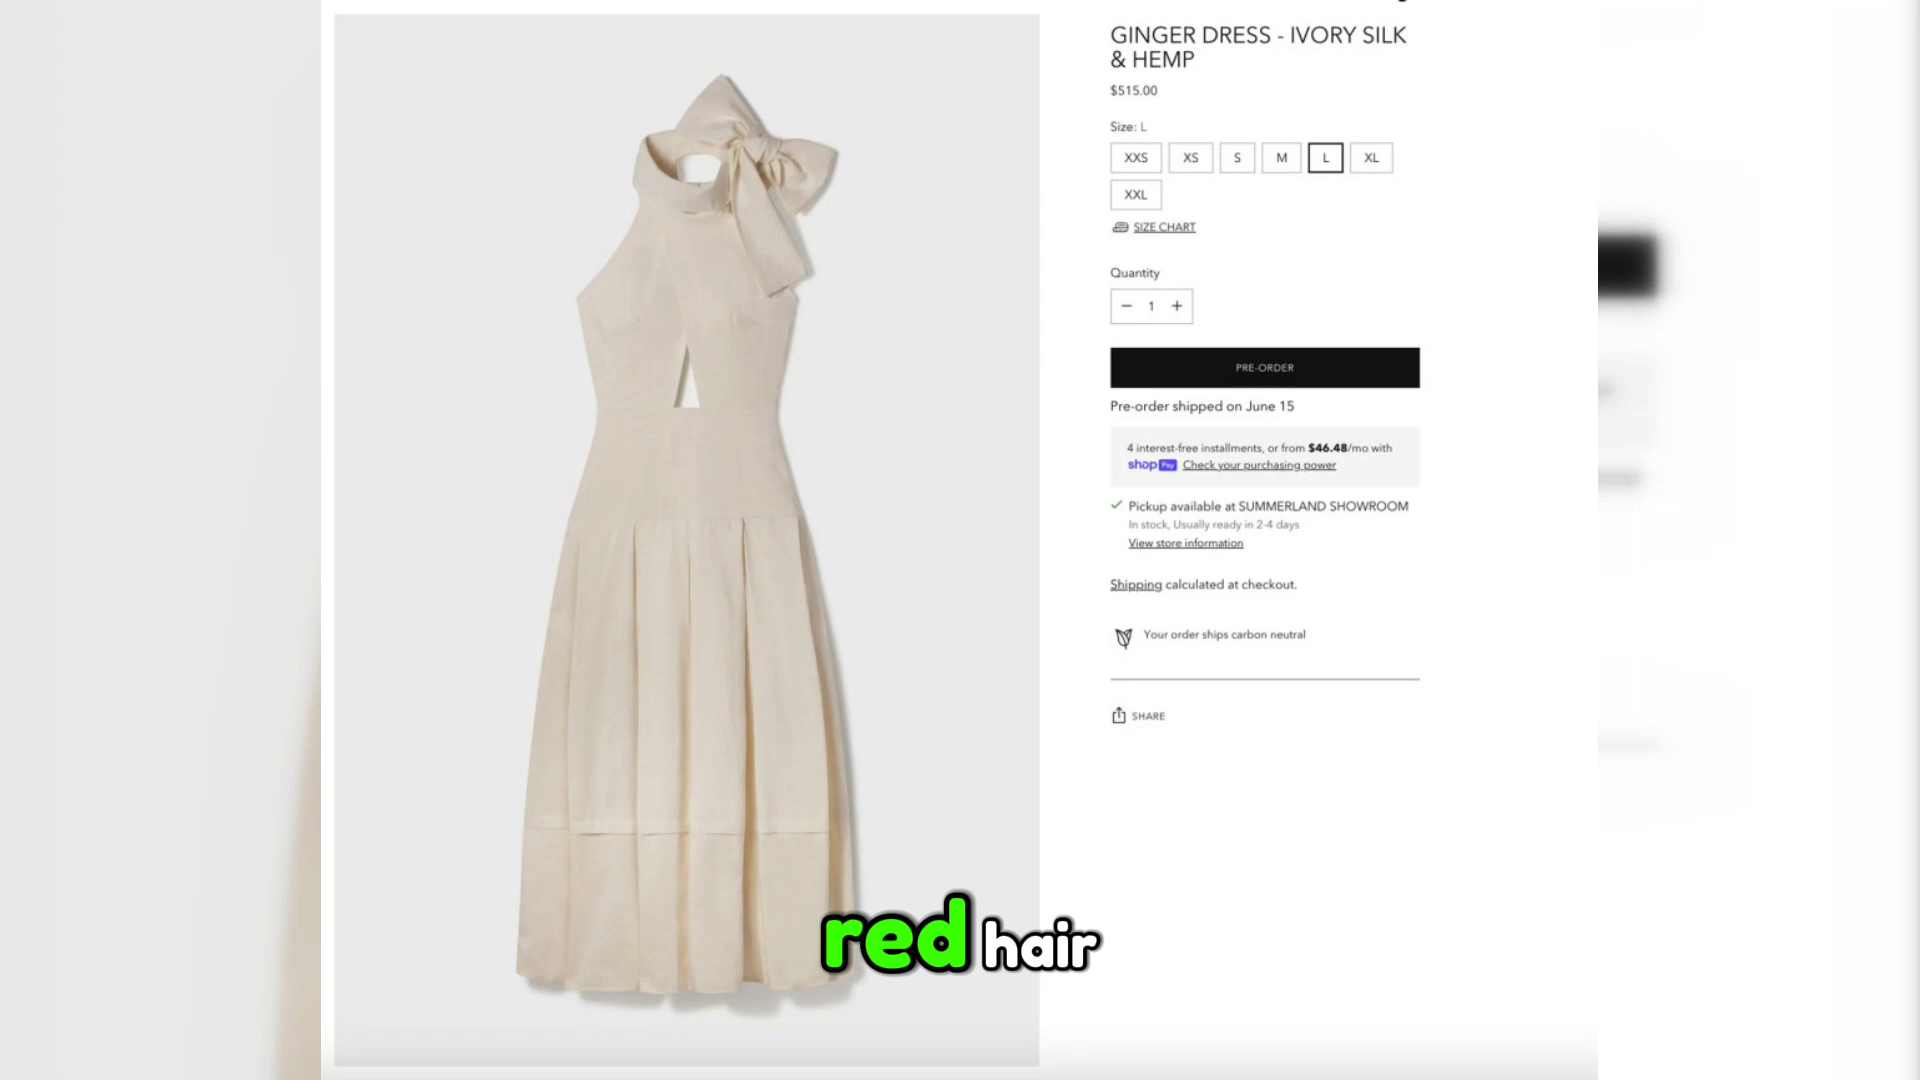 GINGER DRESS - IVORY SILK
& HEMP
$515.00
Size: L
XXS XS S M L XL
XXL
SIZE CHART
Quantity
− 1 +
PRE-ORDER
Pre-order shipped on June 15
4 interest-free installments, or from $46.48/mo with
shop Pay Check your purchasing power
Pickup available at SUMMERLAND SHOWROOM
In stock, Usually ready in 2-4 days
View store information
Shipping calculated at checkout.
Your order ships carbon neutral
SHARE
red hair